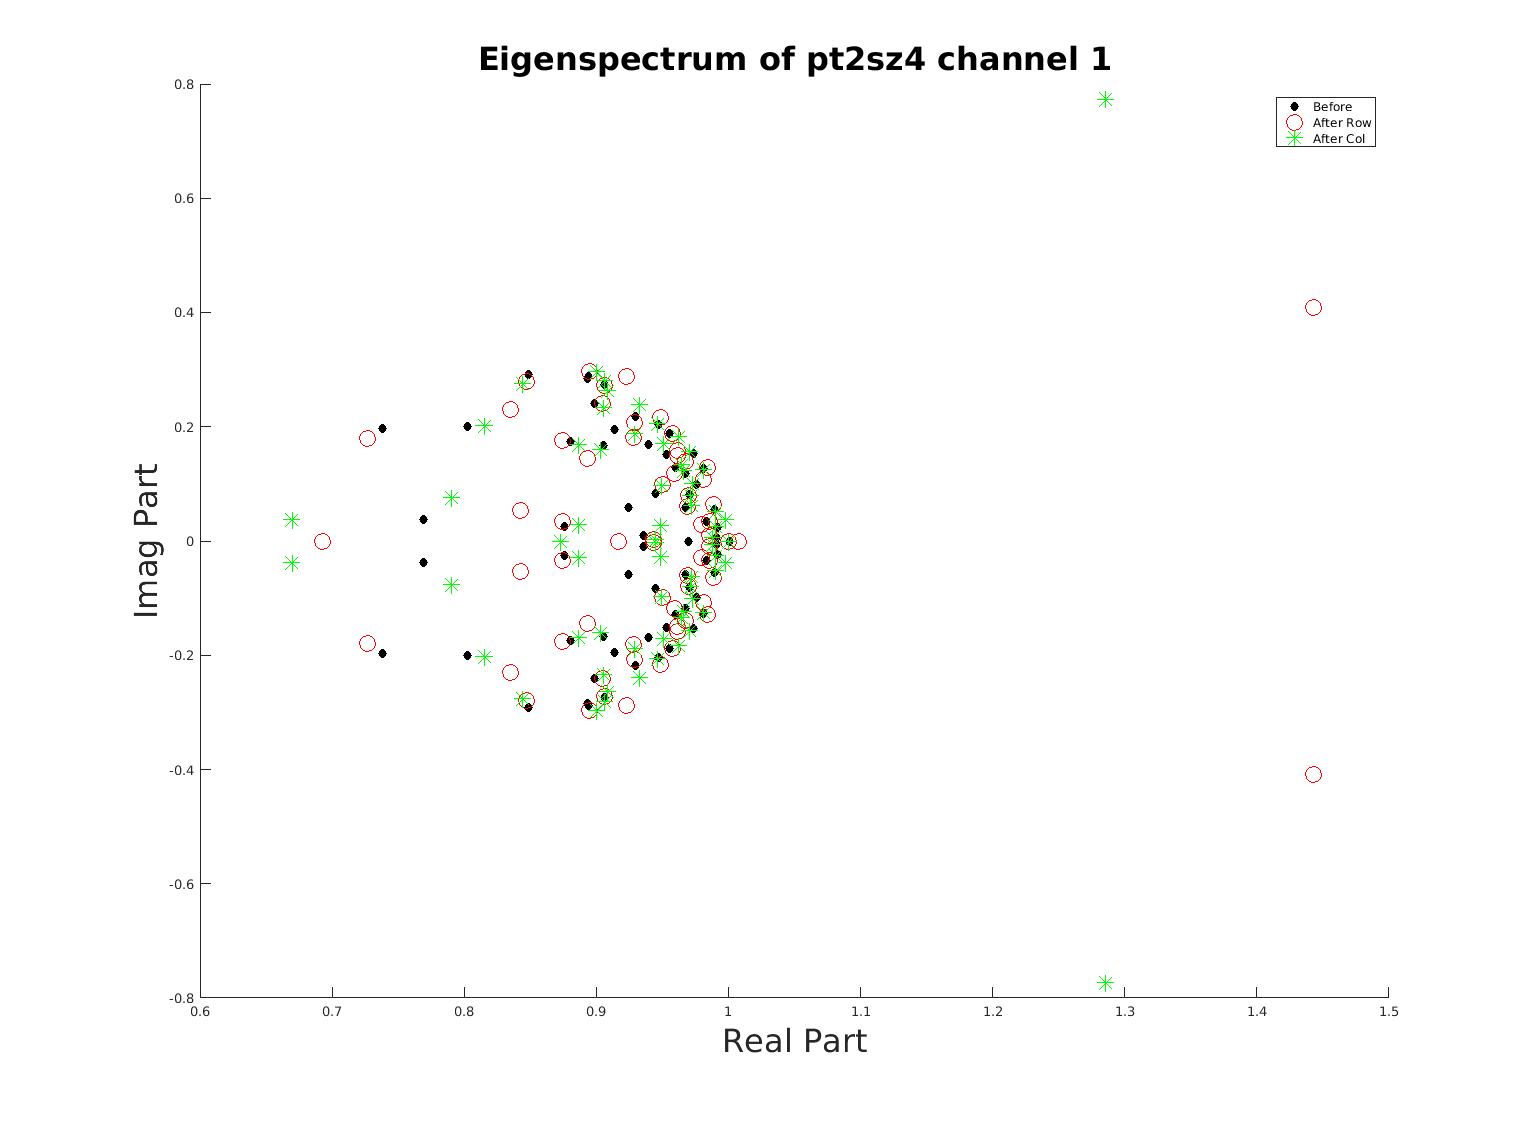 Eigenspectrum of pt2sz4 channel 1
0.8
0.6
0.4
0.2
0
-0.2
-0.4
-0.6
-0.8
Imag Part
Before
After Row
After Col
0.6 0.7 0.8 0.9 1 1.1 1.2 1.3 1.4 1.5
Real Part